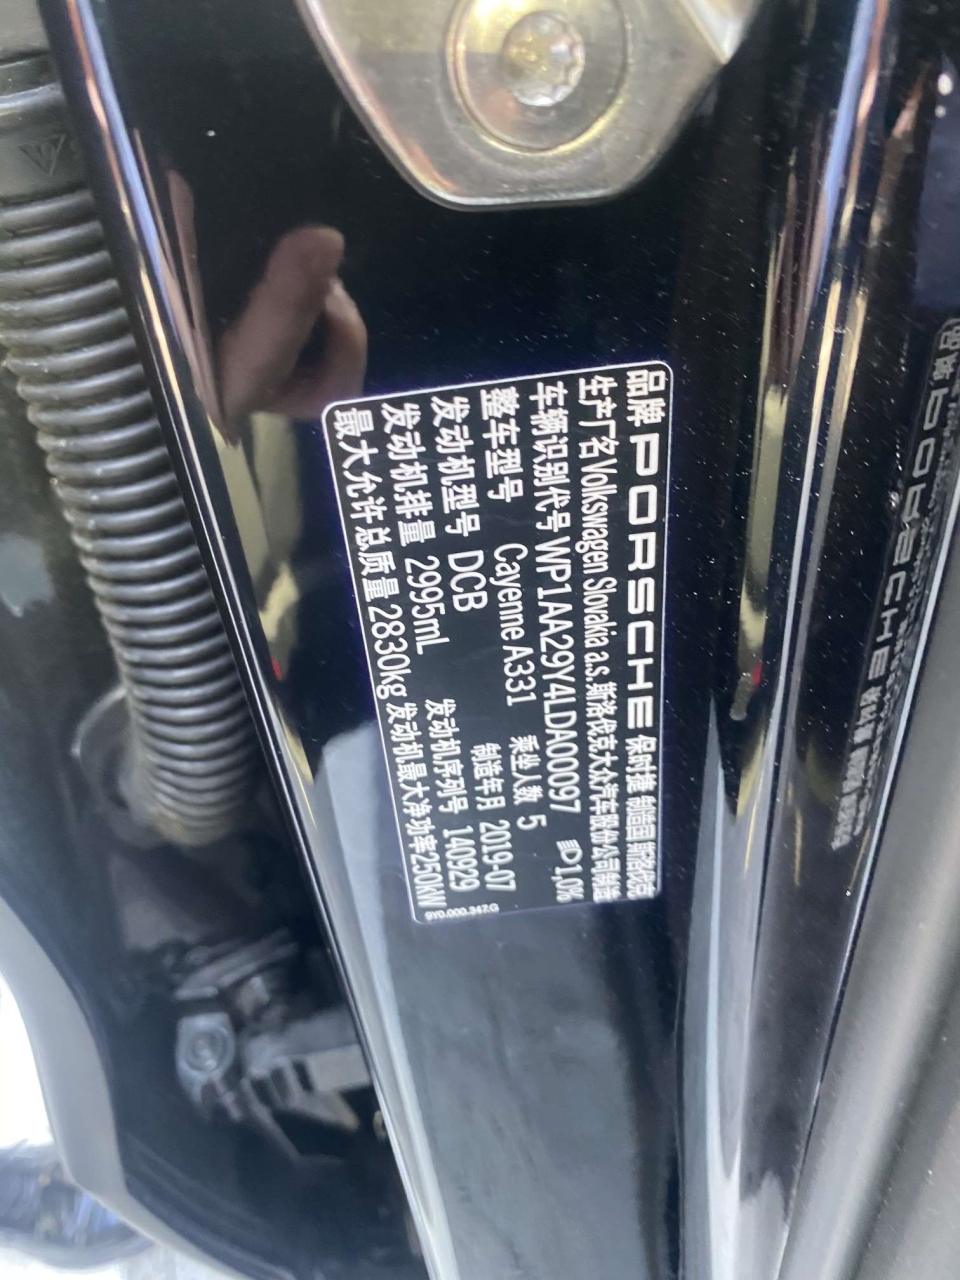 品牌 PORSCHE 保时捷 制造国 斯洛伐克
生产厂名 Volkswagen Slovakia a.s. 斯洛伐克大众汽车股份公司制造
车辆识别代号 WP1AA29Y4LDA00097 1,0%
整车型号 Cayenne A331 乘坐人数 5
发动机型号 DCB 制造年月 2019-07
发动机排量 2995mL 发动机序列号 140929
最大允许总质量 2830kg 发动机最大净功率 250kW
9Y0.000.347.G